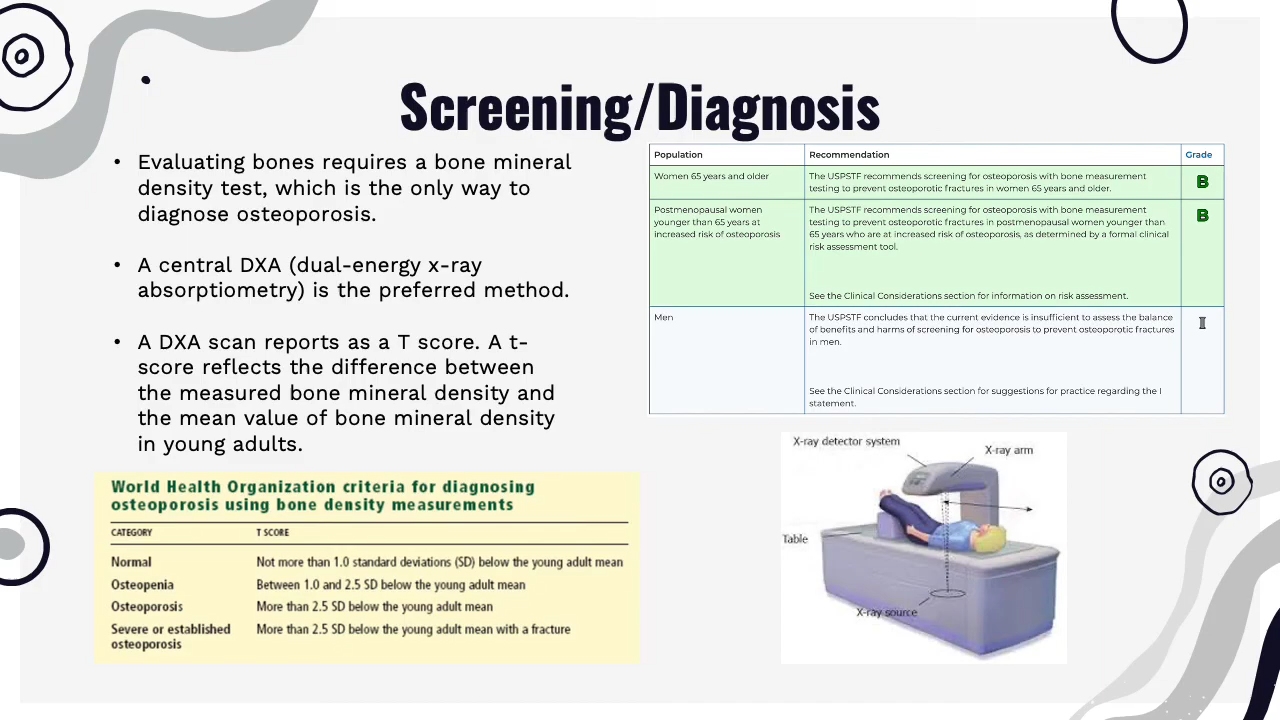 Screening/Diagnosis
• Evaluating bones requires a bone mineral
density test, which is the only way to
diagnose osteoporosis.
• A central DXA (dual-energy x-ray
absorptiometry) is the preferred method.
• A DXA scan reports as a T score. A t-
score reflects the difference between
the measured bone mineral density and
the mean value of bone mineral density
in young adults.
Population Recommendation Grade
Women 65 years and older The USPSTF recommends screening for osteoporosis with bone measurement B
testing to prevent osteoporotic fractures in women 65 years and older.
Postmenopausal women The USPSTF recommends screening for osteoporosis with bone measurement B
younger than 65 years at testing to prevent osteoporotic fractures in postmenopausal women younger than
increased risk of osteoporosis 65 years who are at increased risk of osteoporosis, as determined by a formal clinical
risk assessment tool.
See the Clinical Considerations section for information on risk assessment.
Men The USPSTF concludes that the current evidence is insufficient to assess the balance I
of benefits and harms of screening for osteoporosis to prevent osteoporotic fractures
in men.
See the Clinical Considerations section for suggestions for practice regarding the I
statement.
World Health Organization criteria for diagnosing
osteoporosis using bone density measurements
CATEGORY T SCORE
Normal Not more than 1.0 standard deviations (SD) below the young adult mean
Osteopenia Between 1.0 and 2.5 SD below the young adult mean
Osteoporosis More than 2.5 SD below the young adult mean
Severe or established More than 2.5 SD below the young adult mean with a fracture
osteoporosis
X-ray detector system
X-ray arm
Table
X-ray source